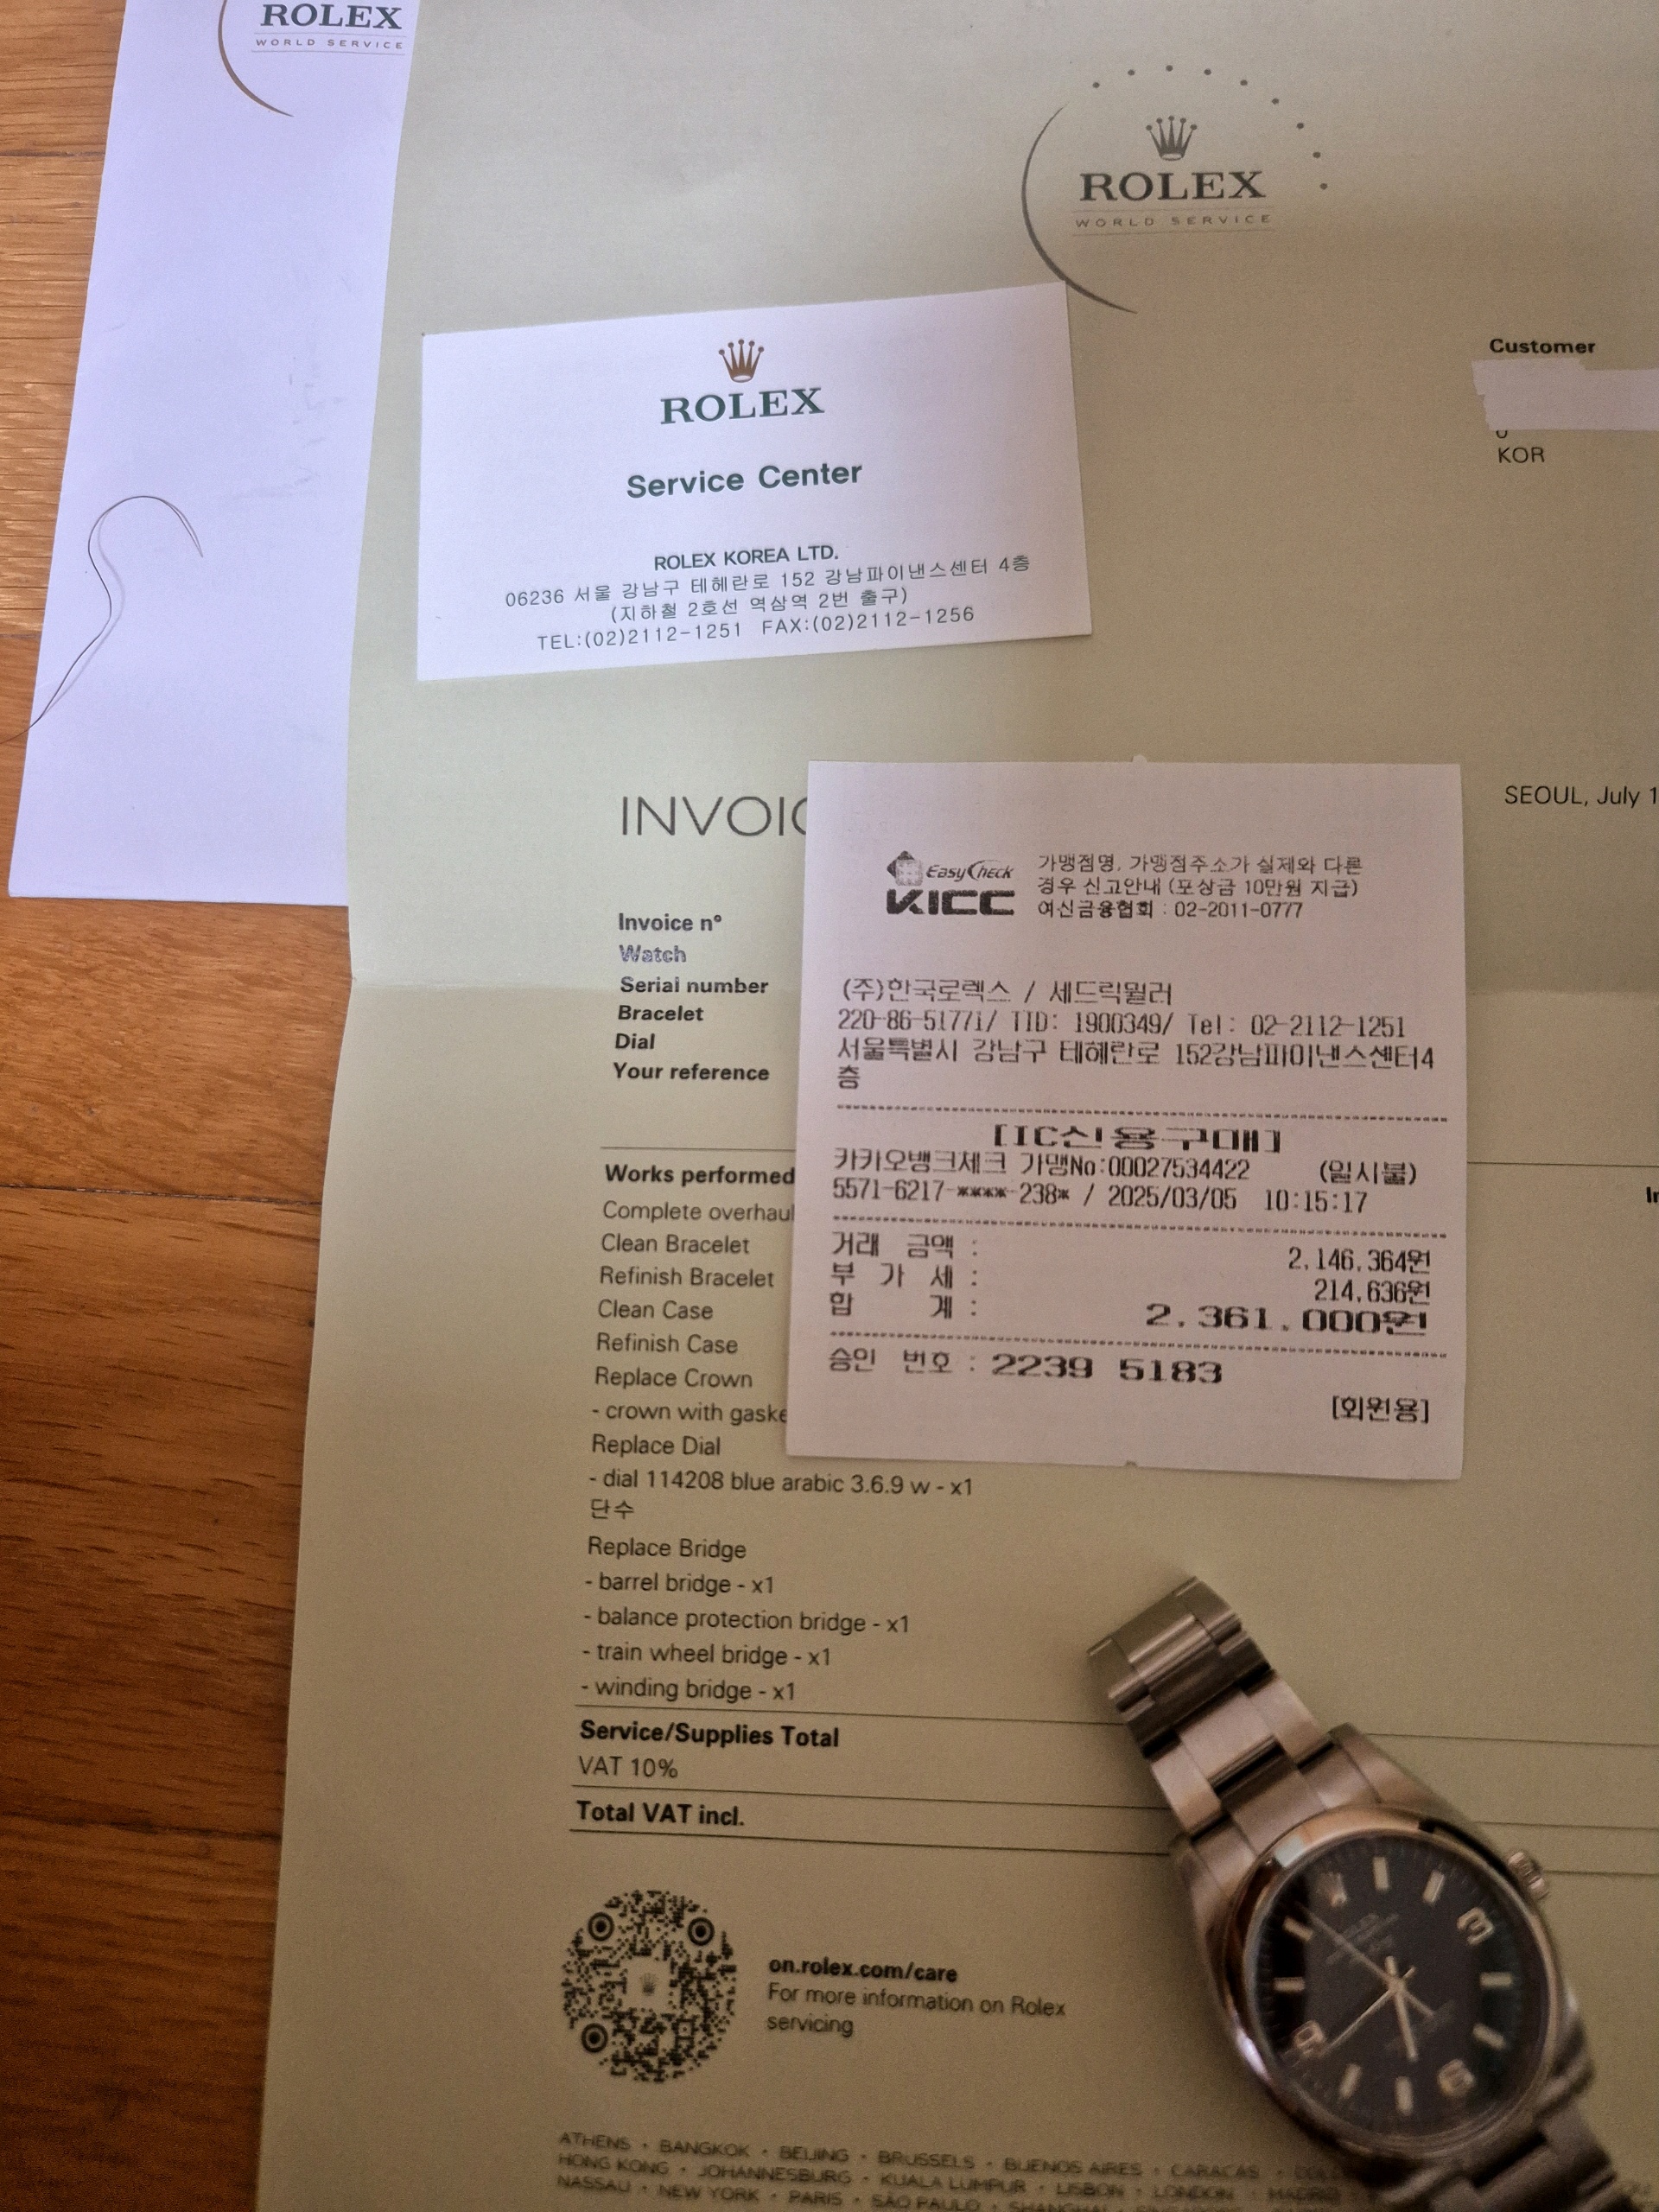 ROLEX
WORLD SERVICE
ROLEX
WORLD SERVICE
Customer
KOR
ROLEX
Service Center
ROLEX KOREA LTD.
06236 서울 강남구 테헤란로 152 강남파이낸스센터 4층
(지하철 2호선 역삼역 2번 출구)
TEL:(02)2112-1251 FAX:(02)2112-1256
SEOUL, July 1
INVOIC
Invoice n°
Watch
Serial number
Bracelet
Dial
Your reference
EasyCheck
KICC
가맹점명, 가맹점주소가 실제와 다른
경우 신고안내 (포상금 10만원 지급)
여신금융협회 : 02-2011-0777
(주)한국로렉스 / 세드릭뮐러
220-86-51771/ TID: 1900349/ Tel: 02-2112-1251
서울특별시 강남구 테헤란로 152강남파이낸스센터4
층
[IC신용구매]
카카오뱅크체크 가맹No:00027534422 (일시불)
5571-6217-****-238* / 2025/03/05 10:15:17
거래 금액 : 2,146,364원
부 가 세 : 214,636원
합 계 : 2,361,000원
승인 번호 : 2239 5183
[회원용]
Works performed
Complete overhaul
Clean Bracelet
Refinish Bracelet
Clean Case
Refinish Case
Replace Crown
- crown with gaske
Replace Dial
- dial 114208 blue arabic 3.6.9 w - x1
단수
Replace Bridge
- barrel bridge - x1
- balance protection bridge - x1
- train wheel bridge - x1
- winding bridge - x1
Service/Supplies Total
VAT 10%
Total VAT incl.
on.rolex.com/care
For more information on Rolex
servicing
3
6
9
ATHENS · BANGKOK · BEIJING · BRUSSELS · BUENOS AIRES · CARACAS ·
HONG KONG · JOHANNESBURG · KUALA LUMPUR · LISBON · LONDON · MADRID
NASSAU · NEW YORK · PARIS · SÃO PAULO · SHANGHAI ·